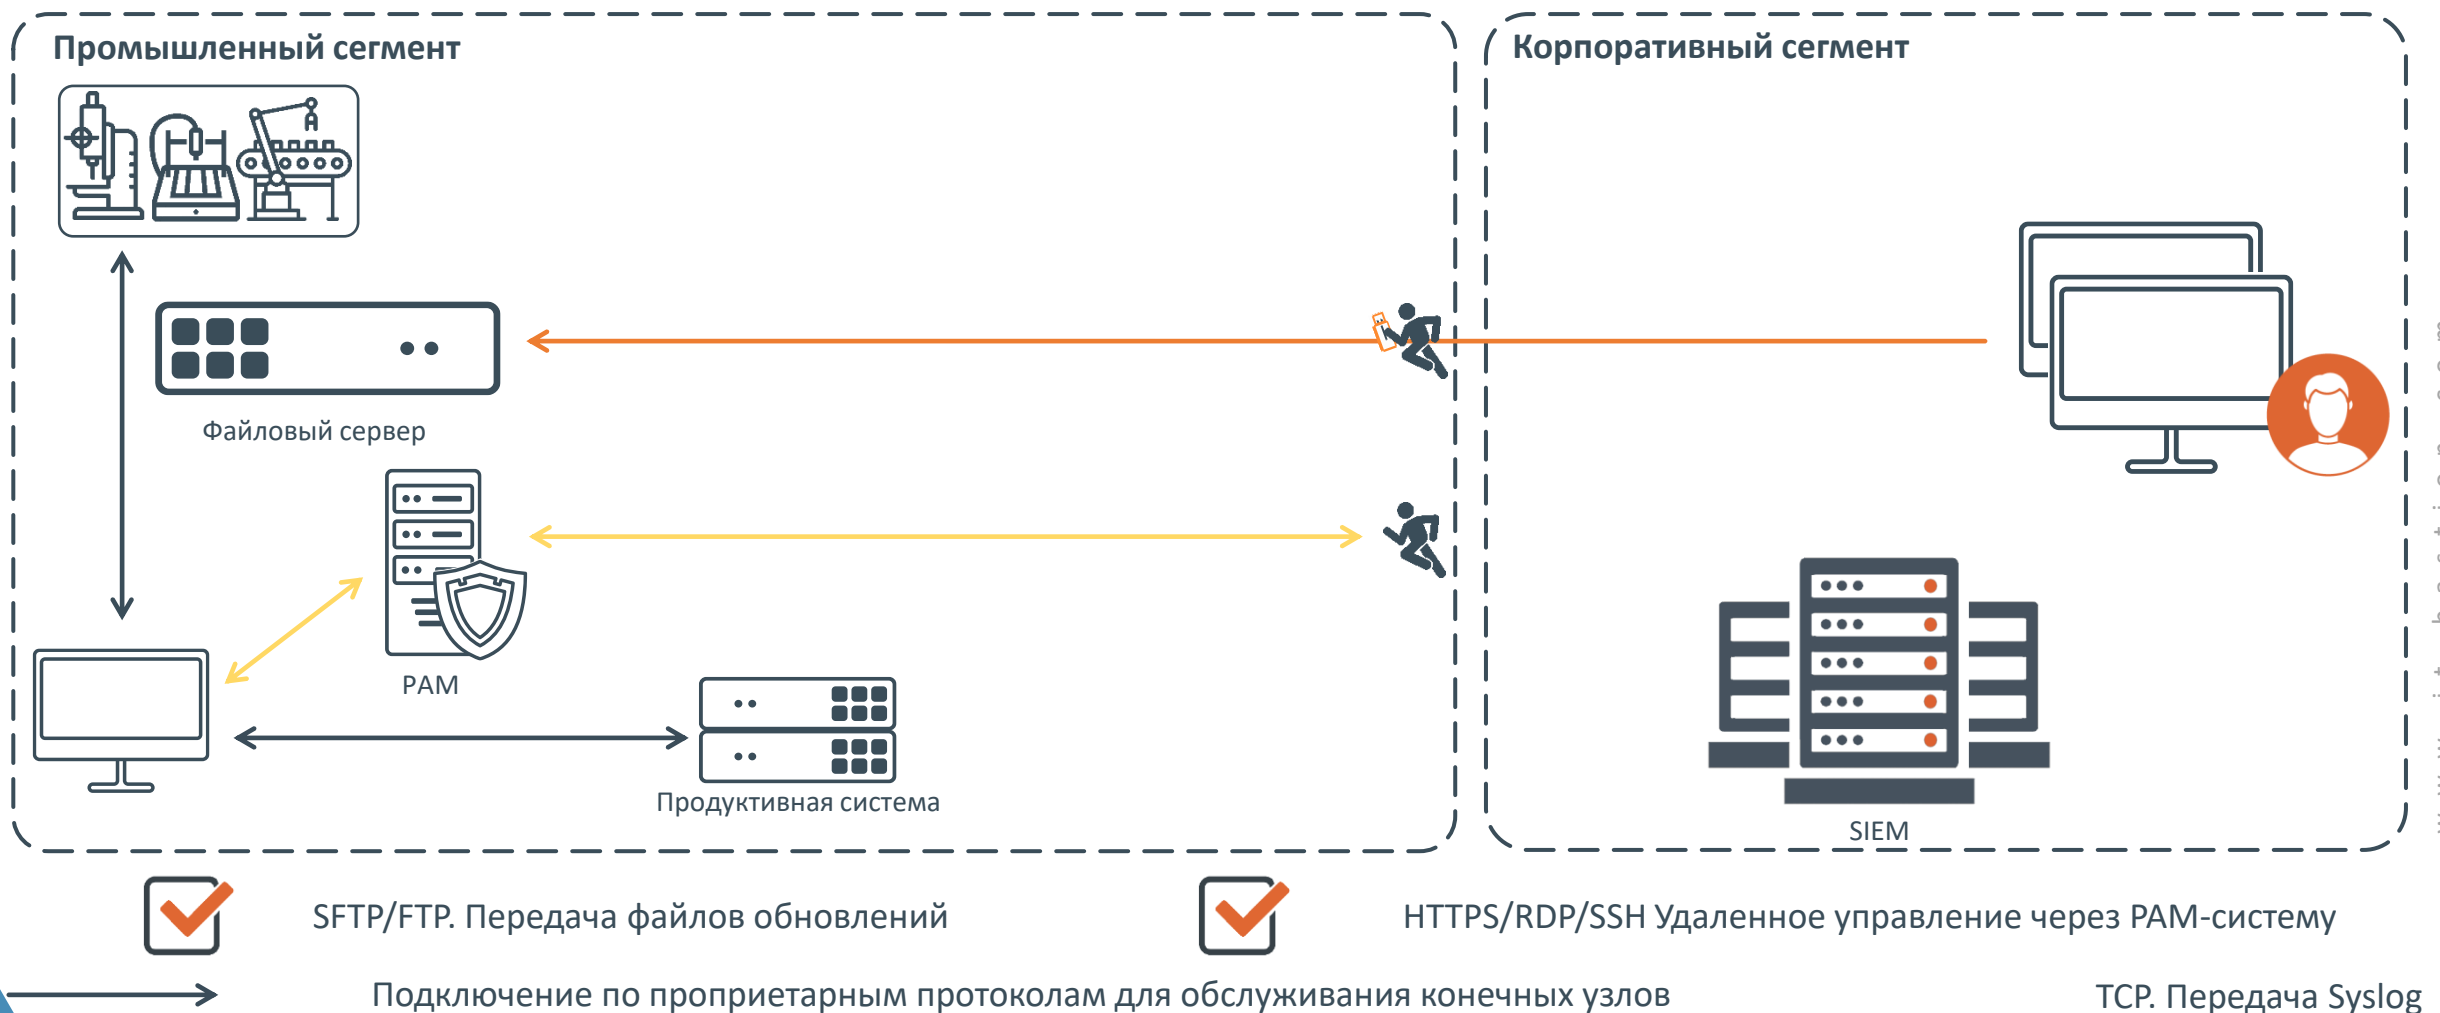 Промышленный сегмент
Корпоративный сегмент
Файловый сервер
PAM
Продуктивная система
SIEM
SFTP/FTP. Передача файлов обновлений
HTTPS/RDP/SSH Удаленное управление через PAM-систему
Подключение по проприетарным протоколам для обслуживания конечных узлов
TCP. Передача Syslog